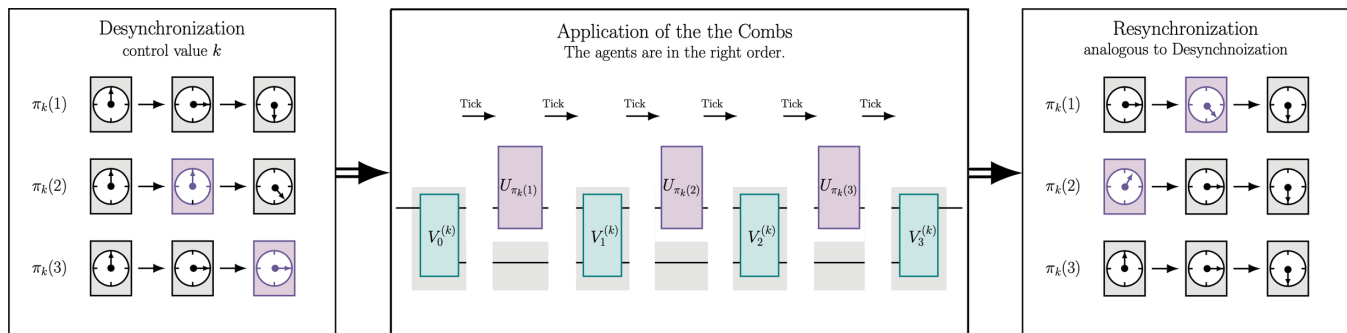 Desynchronization
control value k
π_k(1)
π_k(2)
π_k(3)
Application of the the Combs
The agents are in the right order.
Tick Tick Tick Tick Tick Tick
U_{π_k(1)} U_{π_k(2)} U_{π_k(3)}
V_0^{(k)} V_1^{(k)} V_2^{(k)} V_3^{(k)}
Resynchronization
analogous to Desynchnoization
π_k(1)
π_k(2)
π_k(3)